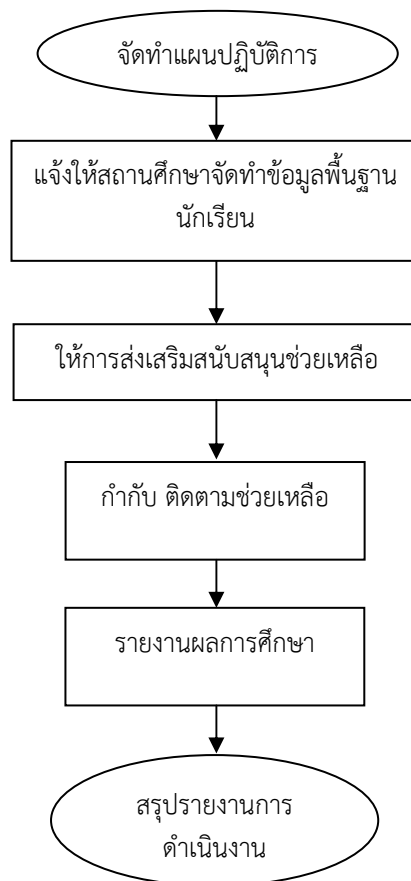 จัดทำแผนปฏิบัติการ
แจ้งให้สถานศึกษาจัดทำข้อมูลพื้นฐาน
นักเรียน
ให้การส่งเสริมสนับสนุนช่วยเหลือ
กำกับ ติดตามช่วยเหลือ
รายงานผลการศึกษา
สรุปรายงานการ
ดำเนินงาน